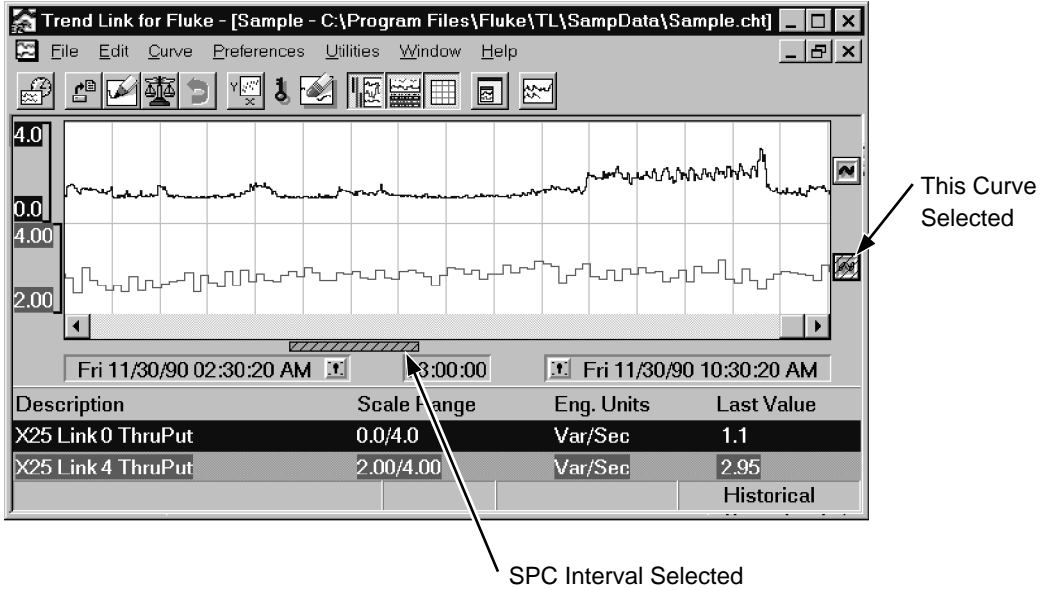 Trend Link for Fluke - [Sample - C:\Program Files\Fluke\TL\SampData\Sample.cht]
File Edit Curve Preferences Utilities Window Help
Y
X
4.0
0.0
4.00
2.00
This Curve
Selected
Fri 11/30/90 02:30:20 AM
3:00:00
Fri 11/30/90 10:30:20 AM
Description Scale Range Eng. Units Last Value
X25 Link 0 ThruPut 0.0/4.0 Var/Sec 1.1
X25 Link 4 ThruPut 2.00/4.00 Var/Sec 2.95
Historical
SPC Interval Selected